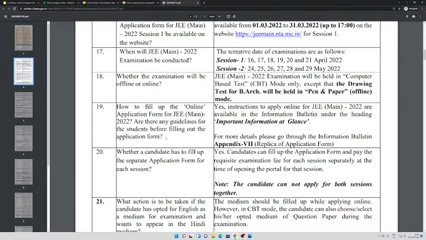 Application form for JEE (Main)
– 2022 Session 1 be available on
the website?
available from 01.03.2022 to 31.03.2022 (up to 17:00) on the
website https://jeemain.nta.nic.in/ for Session 1.
17.
When will JEE (Main) - 2022
Examination be conducted?
The tentative date of examinations are as follows:
Session- 1: 16, 17, 18, 19, 20 and 21 April 2022
Session -2: 24, 25, 26, 27, 28 and 29 May 2022
18.
Whether the examination will be
offline or online?
JEE (Main) - 2022 Examination will be held in “Computer
Based Test” (CBT) Mode only, except that the Drawing
Test for B.Arch. will be held in “Pen & Paper” (offline)
mode.
19.
How to fill up the ‘Online’
Application Form for JEE (Main)-
2022? Are there any guidelines for
the students before filling out the
application form?
Yes, instructions to apply online for JEE (Main) - 2022 are
available in the Information Bulletin under the heading
‘Important Information at Glance’.
For more details please go through the Information Bulletin
Appendix-VII (Replica of Application Form)
20.
Whether a candidate has to fill up
the separate Application Form for
each session?
Yes. Candidates can fill up the Application Form and pay the
requisite examination fee for each session separately at the
time of opening the portal for that session.
Note: The candidate can not apply for both sessions
together.
21.
What action is to be taken if the
candidate has opted for English as
a medium for examination and
wants to appear in the Hindi
The medium should be filled up while applying online.
However, in CBT mode, the candidate can also choose/select
his/her opted medium of Question Paper during the
examination.